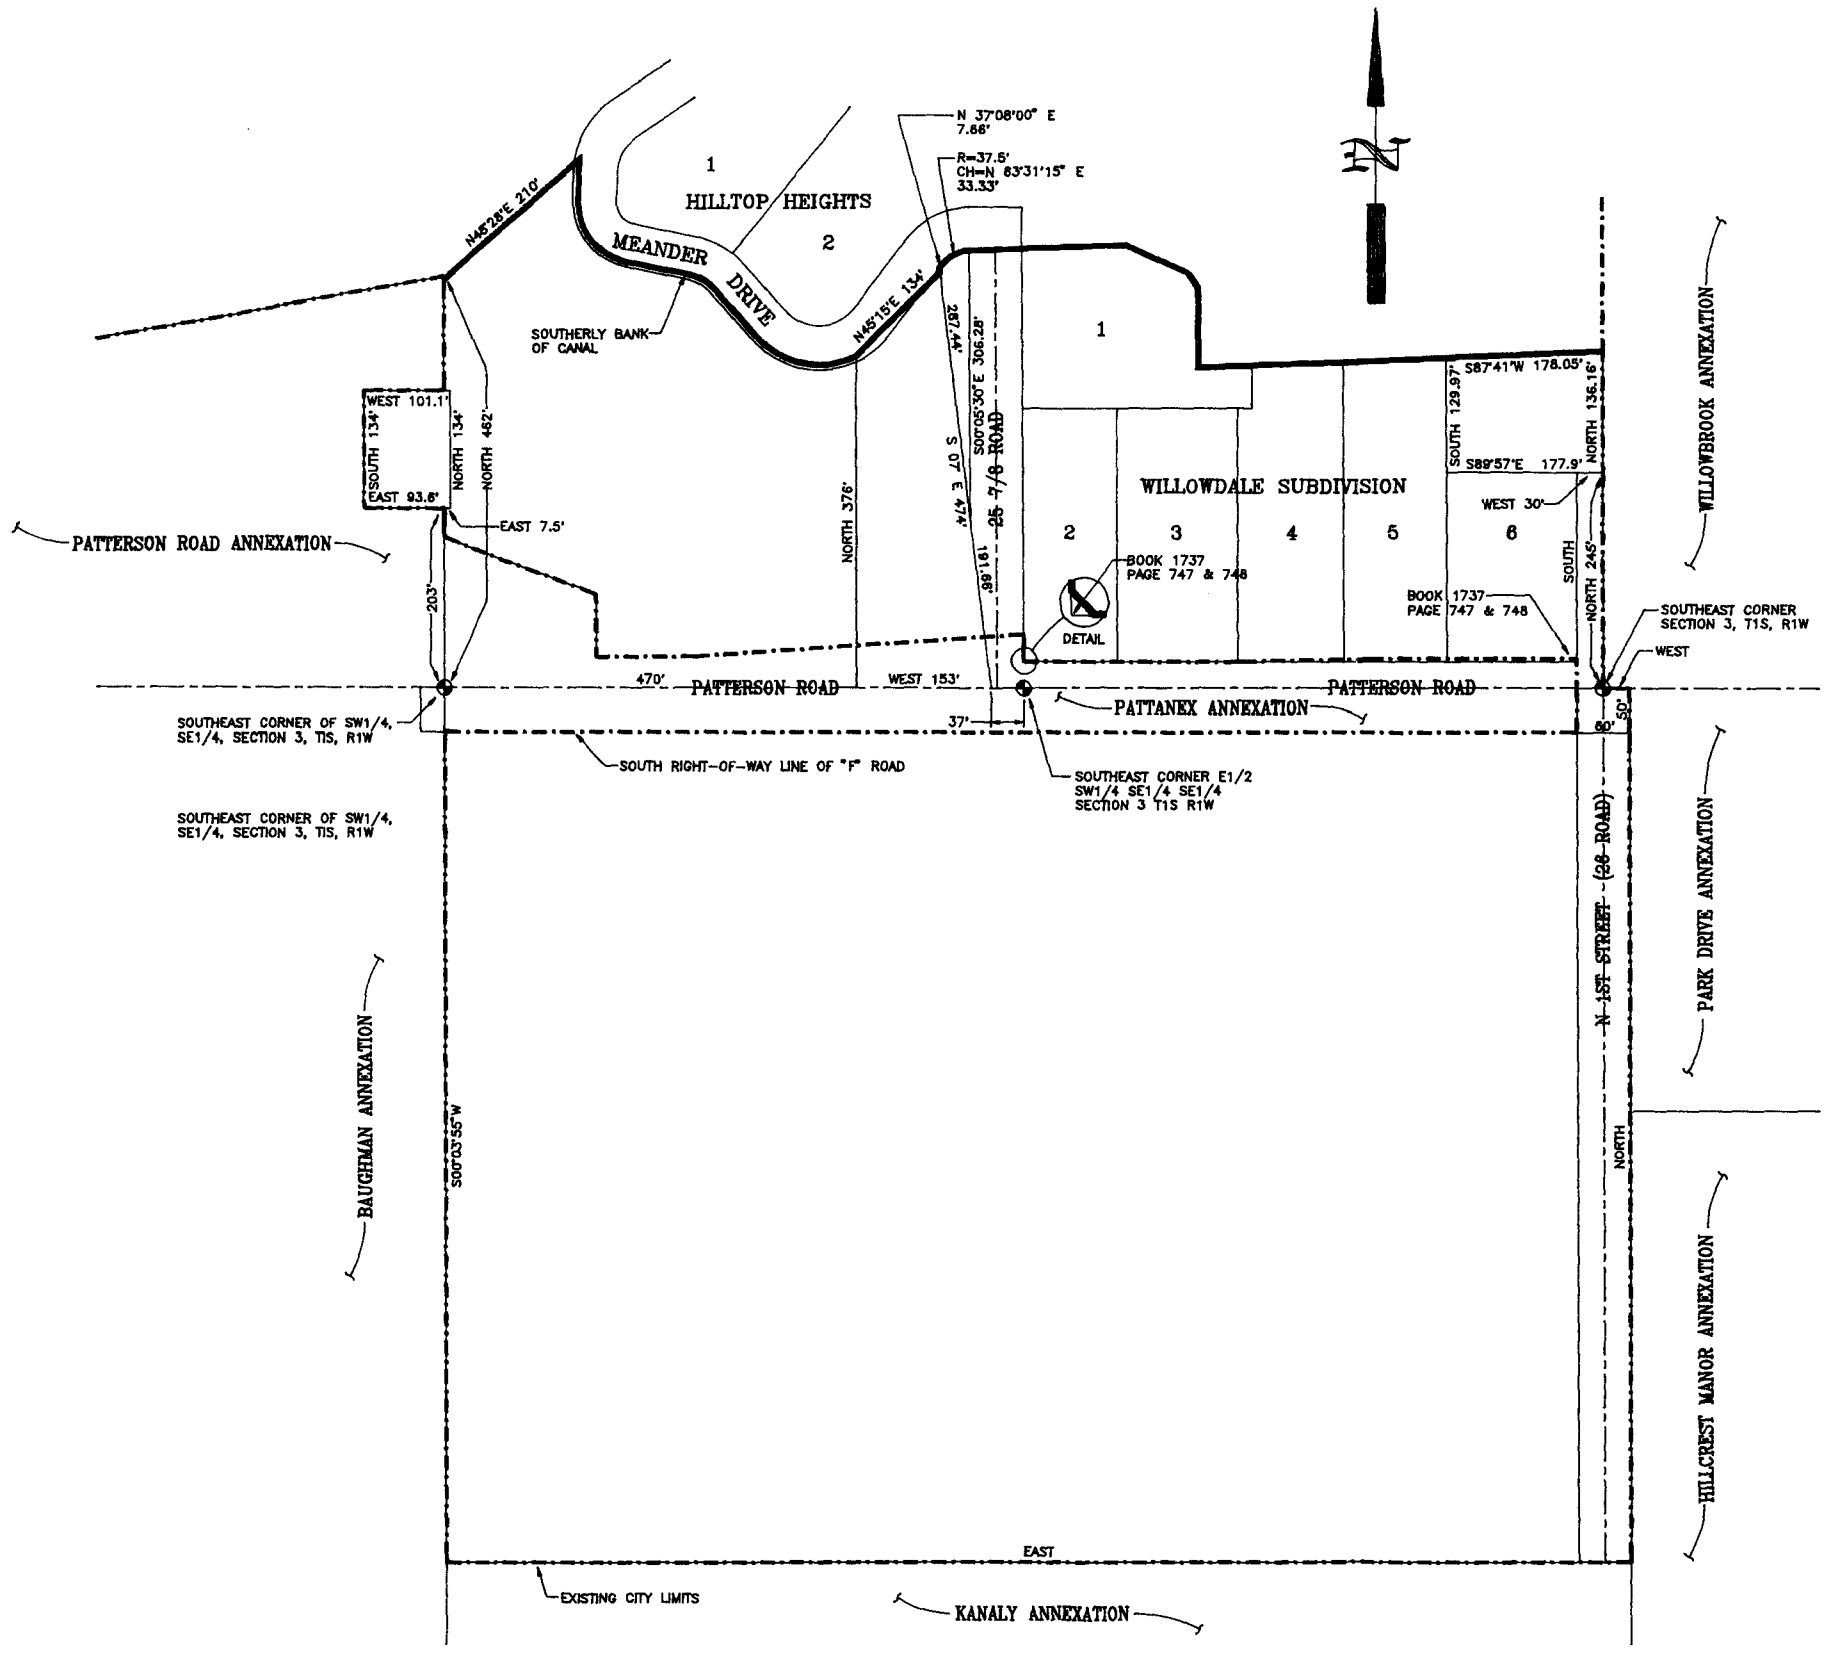 N 37°08'00" E
7.66'
R=37.5'
CH=N 63°31'15" E
33.33'
1
HILLTOP HEIGHTS
2
N
N48°28'E 210'
MEANDER
DRIVE
N45°15'E 134'
SOUTHERLY BANK
OF CANAL
267.44'
S00°05'30"E 306.28'
S 07 E 474'
191.66'
25 7/8 ROAD
1
S87°41'W 178.05'
SOUTH 129.97'
NORTH 136.16'
S89°57'E 177.9'
WEST 30'
WILLOWBROOK ANNEXATION
WEST 101.1'
SOUTH 134'
NORTH 134'
NORTH 462'
EAST 93.6'
EAST 7.5'
PATTERSON ROAD ANNEXATION
203'
NORTH 376'
WILLOWDALE SUBDIVISION
2
3
4
5
6
BOOK 1737
PAGE 747 & 748
DETAIL
BOOK 1737
PAGE 747 & 748
SOUTH
NORTH 245'
SOUTHEAST CORNER
SECTION 3, T1S, R1W
WEST
470'
PATTERSON ROAD
WEST 153'
PATTERSON ROAD
PATTANEX ANNEXATION
37'
60'
50'
SOUTHEAST CORNER OF SW1/4,
SE1/4, SECTION 3, T1S, R1W
SOUTH RIGHT-OF-WAY LINE OF "F" ROAD
SOUTHEAST CORNER E1/2
SW1/4 SE1/4 SE1/4
SECTION 3 T1S R1W
SOUTHEAST CORNER OF SW1/4,
SE1/4, SECTION 3, T1S, R1W
N 1ST STREET (26 ROAD)
PARK DRIVE ANNEXATION
BAUGHMAN ANNEXATION
S00°03'55"W
NORTH
HILLCREST MANOR ANNEXATION
EAST
EXISTING CITY LIMITS
KANALY ANNEXATION